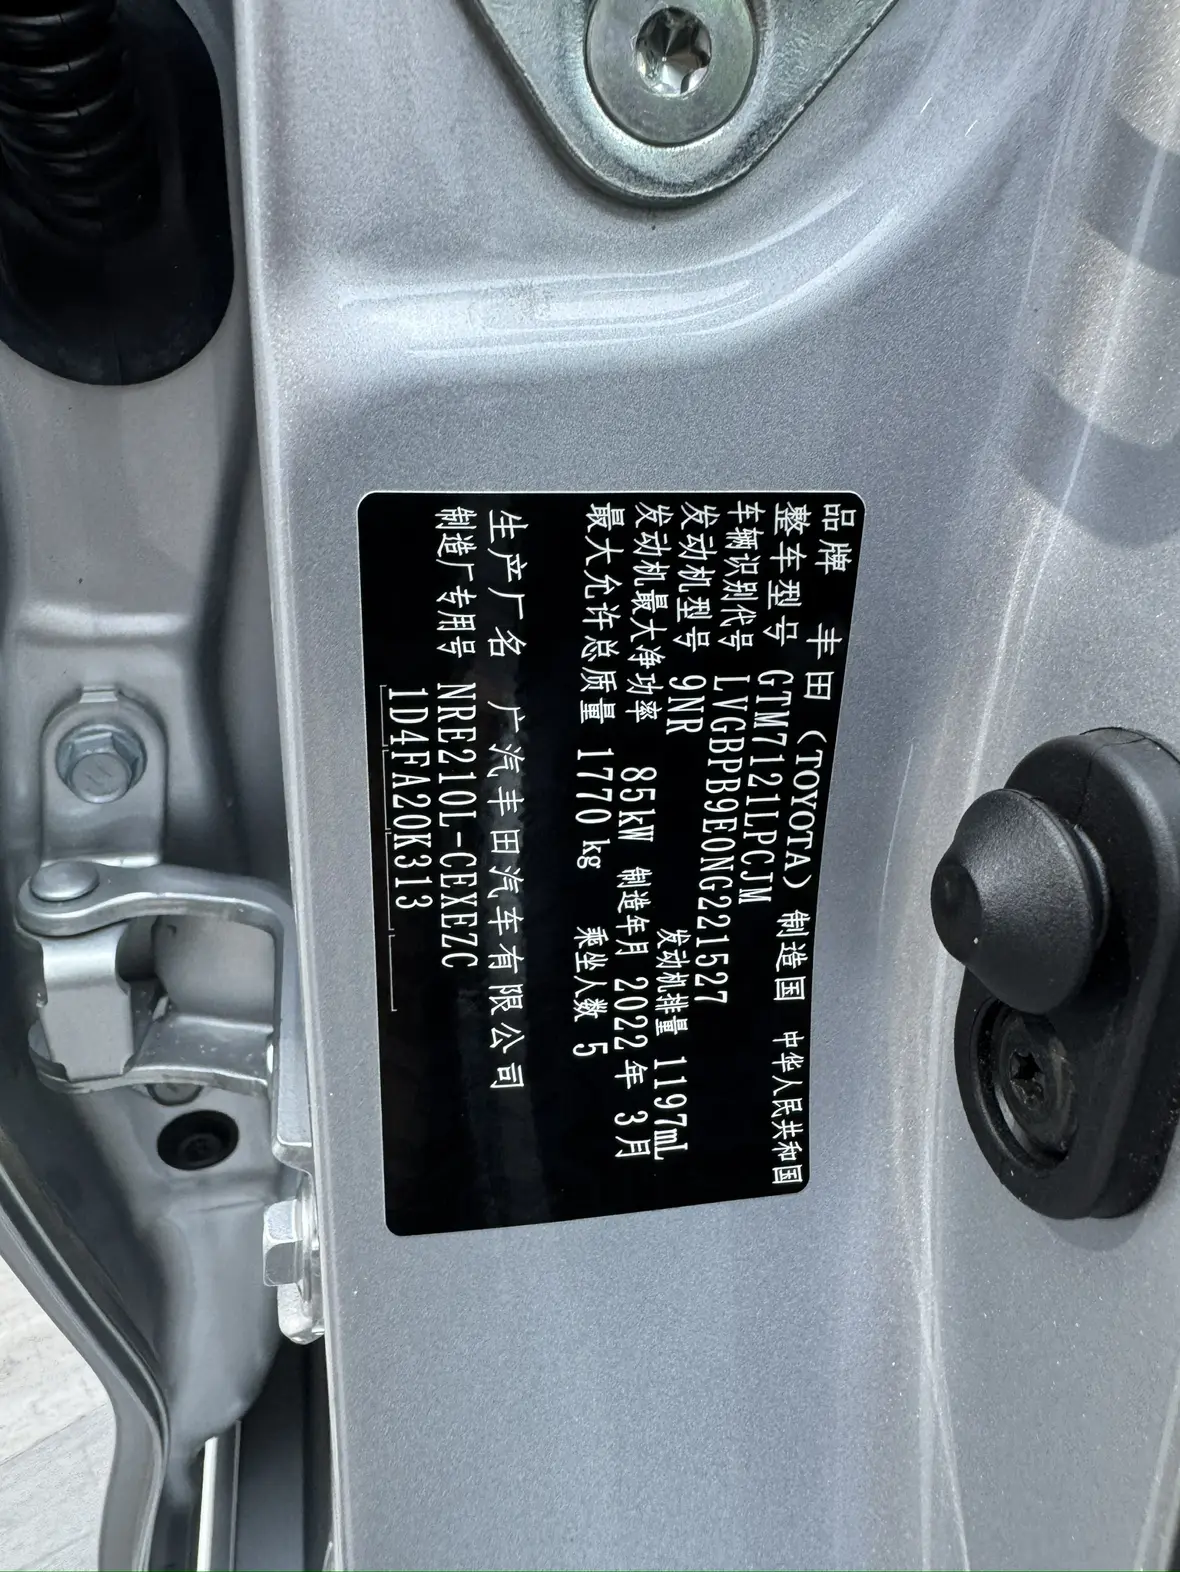 品牌 丰田 (TOYOTA) 制造国 中华人民共和国
整车型号 GTM7121LPCJM
车辆识别代号 LVGBPB9E0NG221527
发动机型号 9NR 发动机排量 1197mL
发动机最大净功率 85kW 制造年月 2022年 3月
最大允许总质量 1770kg 乘坐人数 5
生产厂名 广汽丰田汽车有限公司
制造厂专用号 NRE210L-CEXEZC
1D4FA20K313